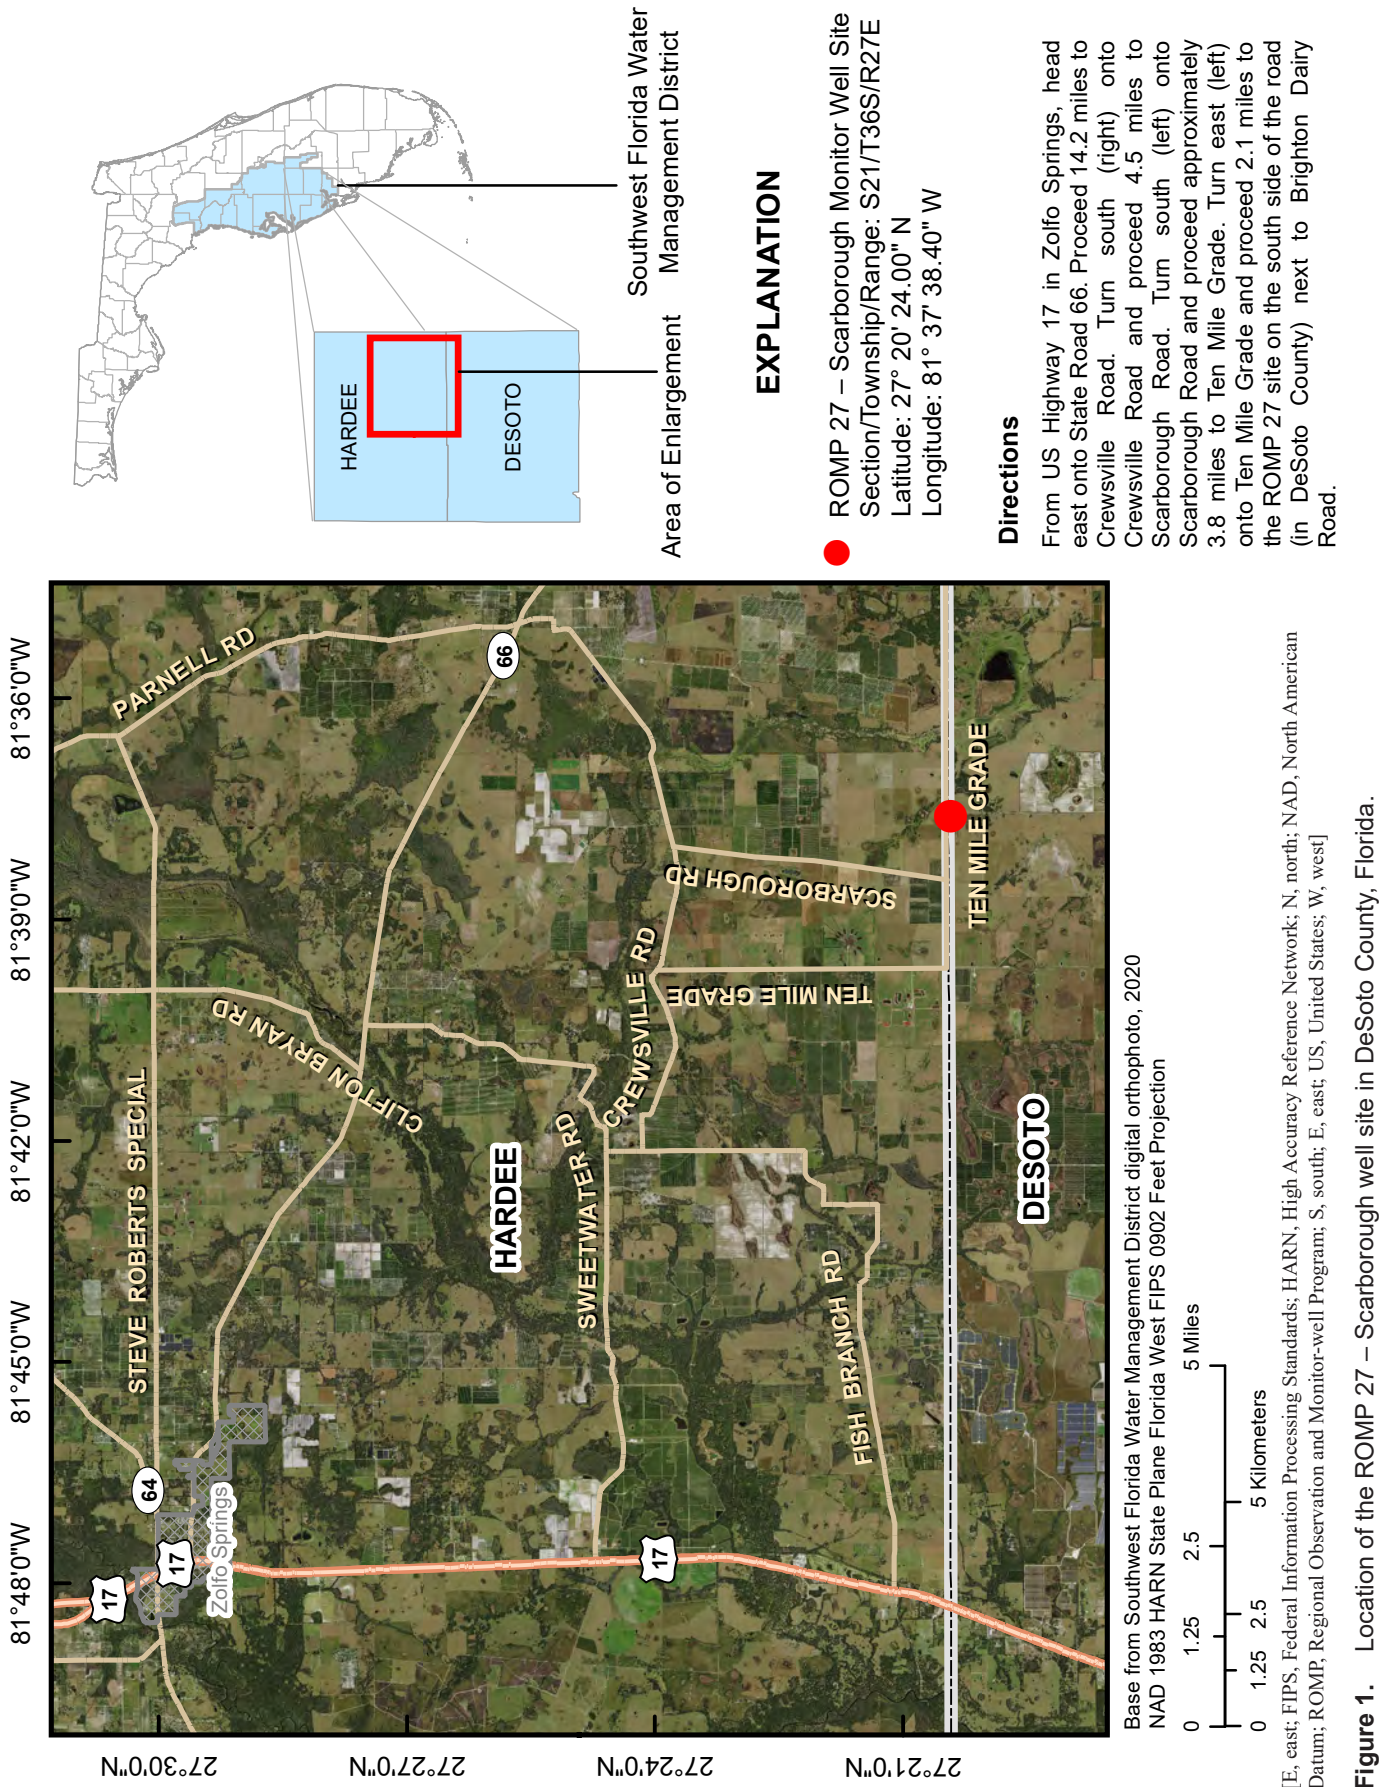 81°48'0"W
81°45'0"W
81°42'0"W
81°39'0"W
81°36'0"W
27°30'0"N
27°27'0"N
27°24'0"N
27°21'0"N
17
64
17
Zolfo Springs
STEVE ROBERTS SPECIAL
PARNELL RD
CLIFTON BRYAN RD
66
HARDEE
SWEETWATER RD
CREWSVILLE RD
17
TEN MILE GRADE
SCARBOROUGH RD
FISH BRANCH RD
TEN MILE GRADE
DESOTO
Base from Southwest Florida Water Management District digital orthophoto, 2020
NAD 1983 HARN State Plane Florida West FIPS 0902 Feet Projection
0 1.25 2.5 5 Miles
0 1.25 2.5 5 Kilometers
HARDEE
DESOTO
Area of Enlargement
Southwest Florida Water
Management District
EXPLANATION
ROMP 27 – Scarborough Monitor Well Site
Section/Township/Range: S21/T36S/R27E
Latitude: 27° 20' 24.00" N
Longitude: 81° 37' 38.40" W
Directions
From US Highway 17 in Zolfo Springs, head
east onto State Road 66. Proceed 14.2 miles to
Crewsville Road. Turn south (right) onto
Crewsville Road and proceed 4.5 miles to
Scarborough Road. Turn south (left) onto
Scarborough Road and proceed approximately
3.8 miles to Ten Mile Grade. Turn east (left)
onto Ten Mile Grade and proceed 2.1 miles to
the ROMP 27 site on the south side of the road
(in DeSoto County) next to Brighton Dairy
Road.
[E, east; FIPS, Federal Information Processing Standards; HARN, High Accuracy Reference Network; N, north; NAD, North American
Datum; ROMP, Regional Observation and Monitor-well Program; S, south; E, east; US, United States; W, west]
Figure 1. Location of the ROMP 27 – Scarborough well site in DeSoto County, Florida.